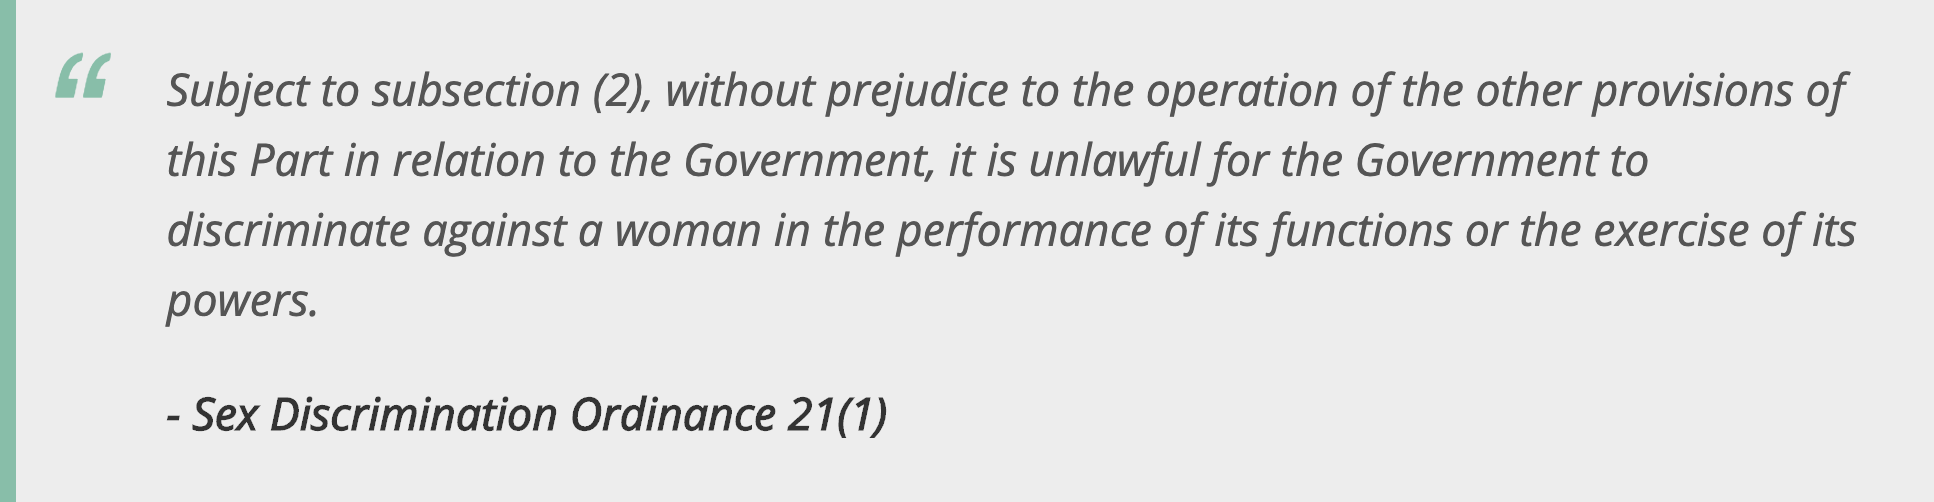 “ Subject to subsection (2), without prejudice to the operation of the other provisions of
this Part in relation to the Government, it is unlawful for the Government to
discriminate against a woman in the performance of its functions or the exercise of its
powers.
- Sex Discrimination Ordinance 21(1)